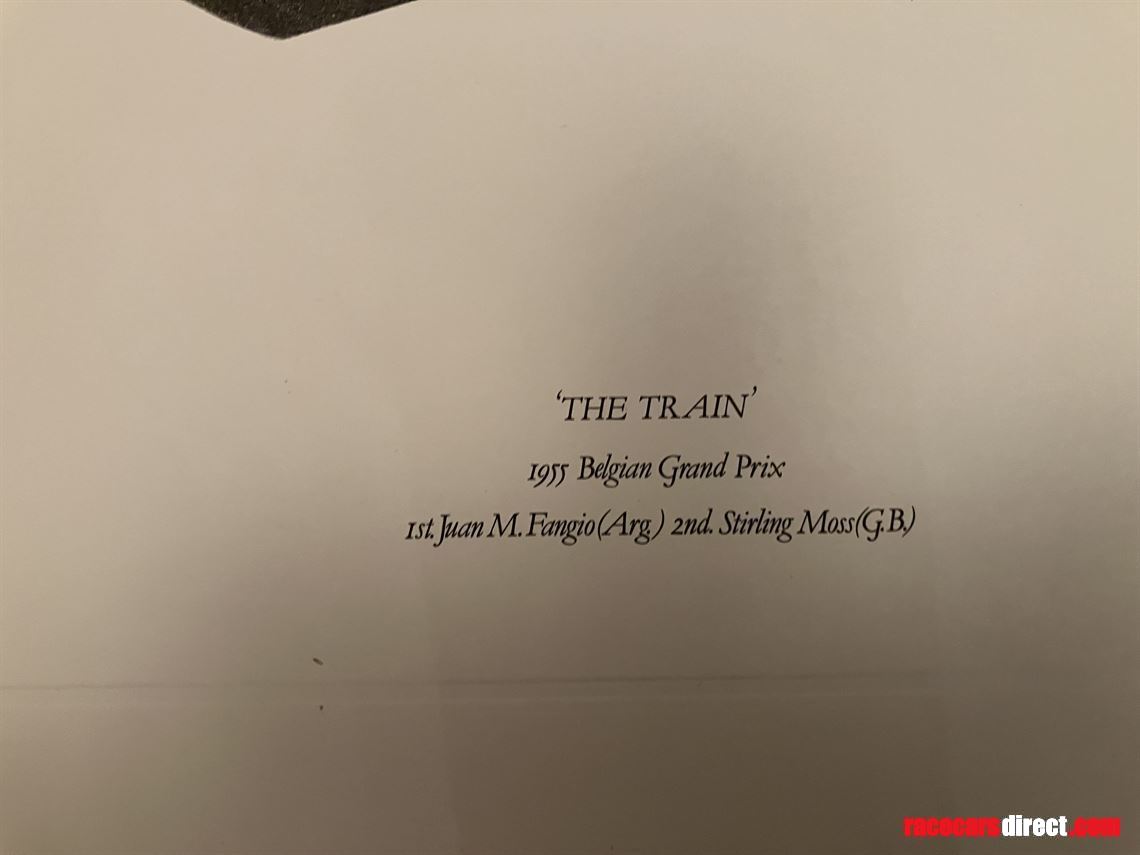 ‘THE TRAIN’
1955 Belgian Grand Prix
1st. Juan M. Fangio (Arg.) 2nd. Stirling Moss (G.B.)
racecarsdirect.com